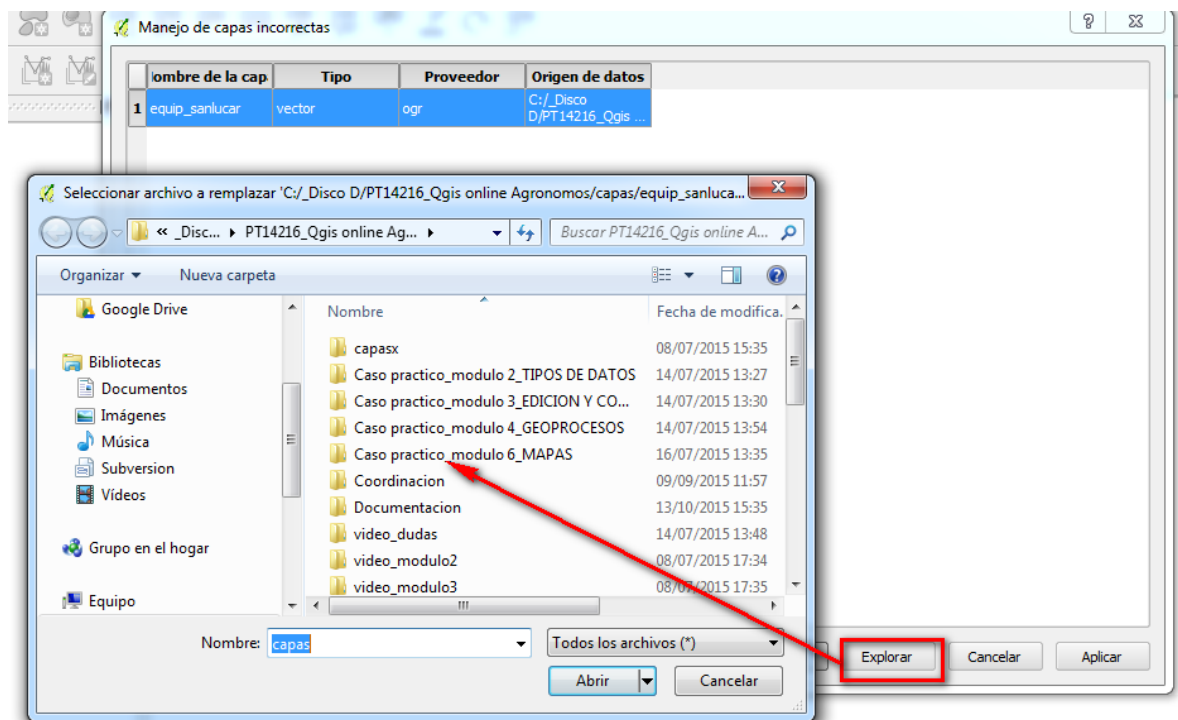 Manejo de capas incorrectas
ombre de la cap Tipo Proveedor Origen de datos
1 equip_sanlucar vector ogr C:/_Disco
D/PT14216_Qgis ...
Seleccionar archivo a remplazar 'C:/_Disco D/PT14216_Qgis online Agronomos/capas/equip_sanluca...
« _Disc... PT14216_Qgis online Ag... Buscar PT14216_Qgis online A...
Organizar Nueva carpeta
Nombre Fecha de modifica.
Google Drive
Bibliotecas
Documentos
Imágenes
Música
Subversion
Vídeos
Grupo en el hogar
Equipo
capasx 08/07/2015 15:35
Caso practico_modulo 2_TIPOS DE DATOS 14/07/2015 13:27
Caso practico_modulo 3_EDICION Y CO... 14/07/2015 13:30
Caso practico_modulo 4_GEOPROCESOS 14/07/2015 13:54
Caso practico_modulo 6_MAPAS 16/07/2015 13:35
Coordinacion 09/09/2015 11:57
Documentacion 13/10/2015 15:35
video_dudas 14/07/2015 13:48
video_modulo2 08/07/2015 17:34
video_modulo3 08/07/2015 17:35
Nombre: capas Todos los archivos (*)
Abrir Cancelar
Explorar Cancelar Aplicar